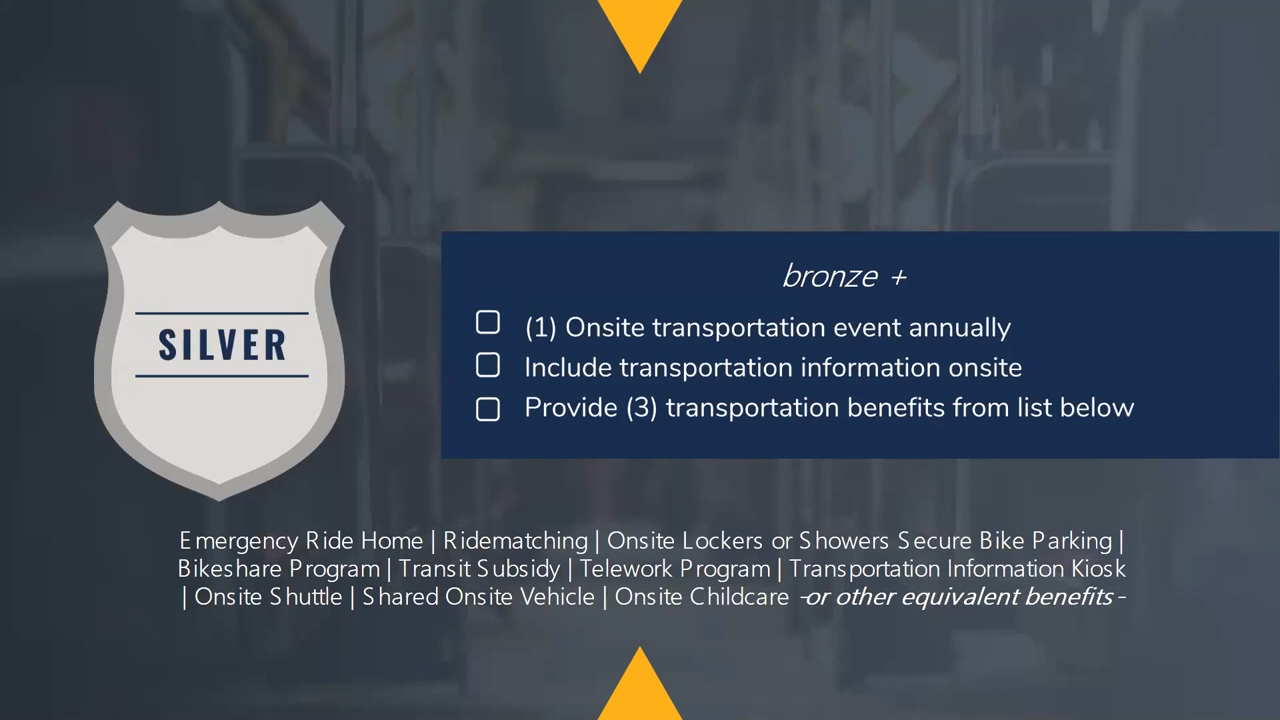 SILVER
bronze +
(1) Onsite transportation event annually
Include transportation information onsite
Provide (3) transportation benefits from list below
Emergency Ride Home | Ridematching | Onsite Lockers or Showers Secure Bike Parking |
Bikeshare Program | Transit Subsidy | Telework Program | Transportation Information Kiosk
| Onsite Shuttle | Shared Onsite Vehicle | Onsite Childcare -or other equivalent benefits-